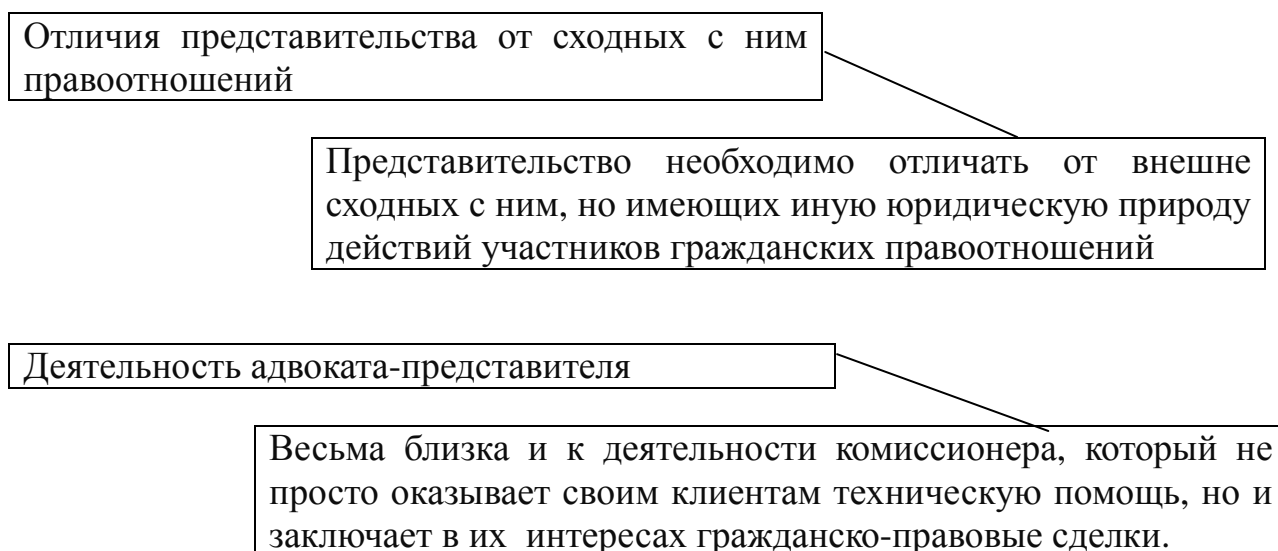 Отличия представительства от сходных с ним
правоотношений
Представительство необходимо отличать от внешне
сходных с ним, но имеющих иную юридическую природу
действий участников гражданских правоотношений
Деятельность адвоката-представителя
Весьма близка и к деятельности комиссионера, который не
просто оказывает своим клиентам техническую помощь, но и
заключает в их интересах гражданско-правовые сделки.